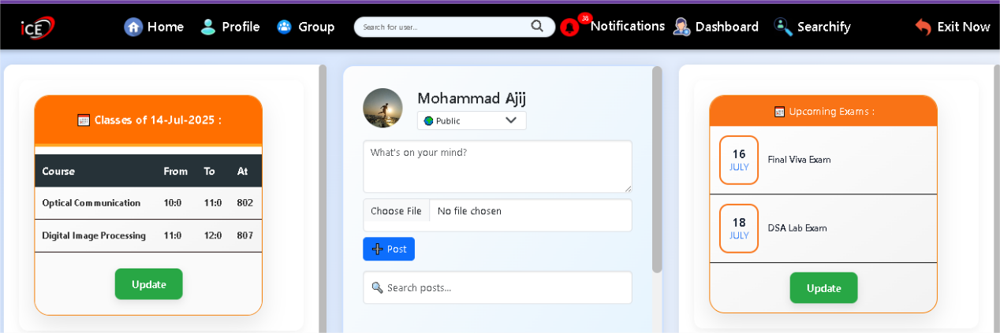 iCE Home Profile Group Search for user... 38 Notifications Dashboard Searchify Exit Now
Classes of 14-Jul-2025 :
Course From To At
Optical Communication 10:0 11:0 802
Digital Image Processing 11:0 12:0 807
Update
Mohammad Ajij
Public
What's on your mind?
Choose File No file chosen
Post
Search posts...
Upcoming Exams :
16
JULY
Final Viva Exam
18
JULY
DSA Lab Exam
Update